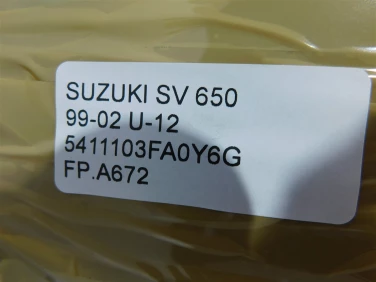 SUZUKI SV 650
99-02 U-12
5411103FA0Y6G
FP.A672